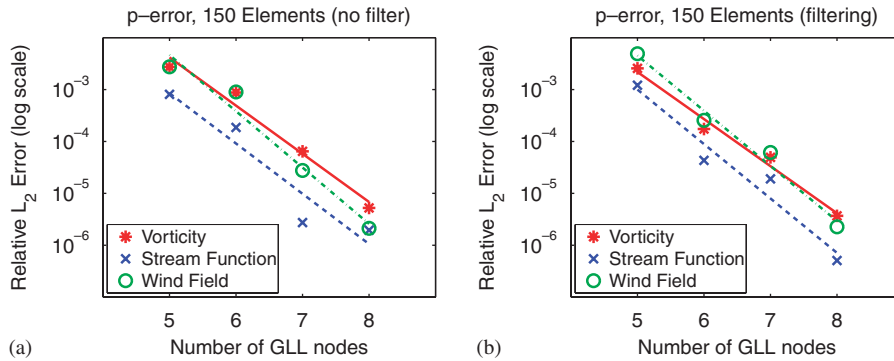 p–error, 150 Elements (no filter)
Relative L2 Error (log scale)
10−3
10−4
10−5
10−6
Vorticity
Stream Function
Wind Field
5 6 7 8
Number of GLL nodes
(a)
p–error, 150 Elements (filtering)
Relative L2 Error (log scale)
10−3
10−4
10−5
10−6
Vorticity
Stream Function
Wind Field
5 6 7 8
Number of GLL nodes
(b)